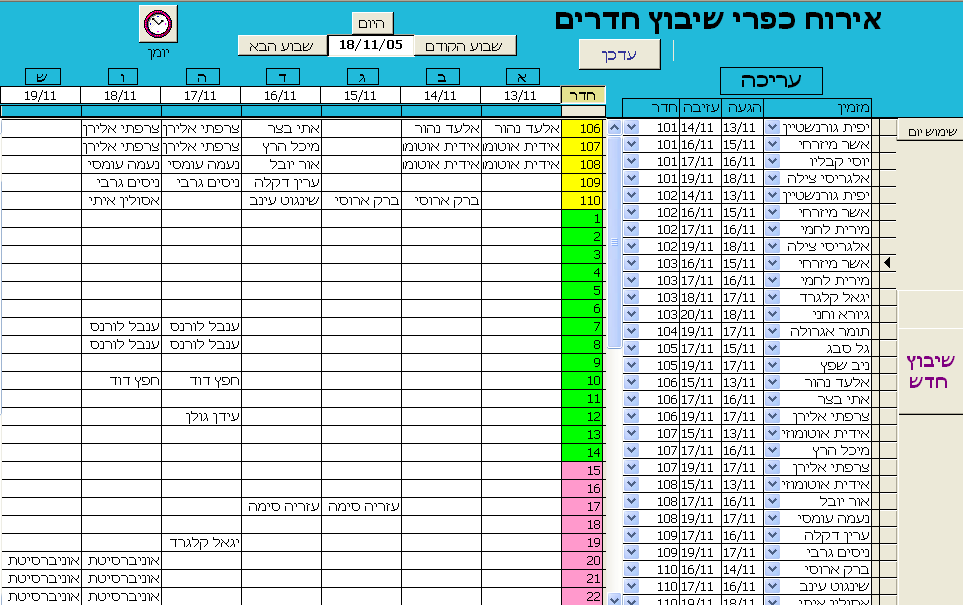 אירוח כפרי שיבוץ חדרים
היום
יומן
שבוע הבא 18/11/05 שבוע הקודם
עדכן
עריכה
א ב ג ד ה ו ש
חדר 13/11 14/11 15/11 16/11 17/11 18/11 19/11
106 אלעד נהור אלעד נהור אתי בצר צרפתי אלירן צרפתי אלירן
107 אידית אוטומו אידית אוטומו מיכל הרץ צרפתי אלירן צרפתי אלירן
108 אידית אוטומו אידית אוטומו אור יובל נעמה עומסי נעמה עומסי
109 ערין דקלה ניסים גרבי ניסים גרבי
110 ברק ארוסי ברק ארוסי שינגוט עינב אסולין איתי
1
2
3
4
5
6
7 ענבל לורנס ענבל לורנס
8 ענבל לורנס ענבל לורנס
9
10 חפץ דוד חפץ דוד
11
12 עידן גולן
13
14
15
16
17 עזריה סימה עזריה סימה
18
19 יגאל קלגרד
20 אוניברסיטת אוניברסיטת
21 אוניברסיטת אוניברסיטת
22 אוניברסיטת אוניברסיטת
מזמין הגעה עזיבה חדר
יפית גורנשטיין 13/11 14/11 101
אשר מיזרחי 15/11 16/11 101
יוסי קבליו 16/11 17/11 101
אלגריסי צילה 18/11 19/11 101
יפית גורנשטיין 13/11 14/11 102
אשר מיזרחי 15/11 16/11 102
מירית לחמי 16/11 17/11 102
אלגריסי צילה 18/11 19/11 102
אשר מיזרחי 15/11 16/11 103
מירית לחמי 16/11 17/11 103
יגאל קלגרד 17/11 18/11 103
גיורא וחני 18/11 20/11 103
תומר אגרולה 17/11 19/11 104
גל סבג 15/11 17/11 105
ניב שפץ 17/11 19/11 105
אלעד נהור 13/11 15/11 106
אתי בצר 16/11 17/11 106
צרפתי אלירן 17/11 19/11 106
אידית אוטומוזי 13/11 15/11 107
מיכל הרץ 16/11 17/11 107
צרפתי אלירן 17/11 19/11 107
אידית אוטומוזי 13/11 15/11 108
אור יובל 16/11 17/11 108
נעמה עומסי 17/11 19/11 108
ערין דקלה 16/11 17/11 109
ניסים גרבי 17/11 19/11 109
ברק ארוסי 14/11 16/11 110
שינגוט עינב 16/11 17/11 110
אסולין איתי 18/11 19/11 110
שימוש יום
שיבוץ
חדש